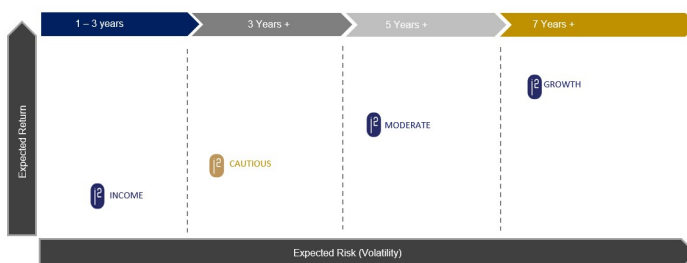 1 – 3 years
3 Years +
5 Years +
7 Years +
Expected Return
GROWTH
MODERATE
CAUTIOUS
INCOME
Expected Risk (Volatility)